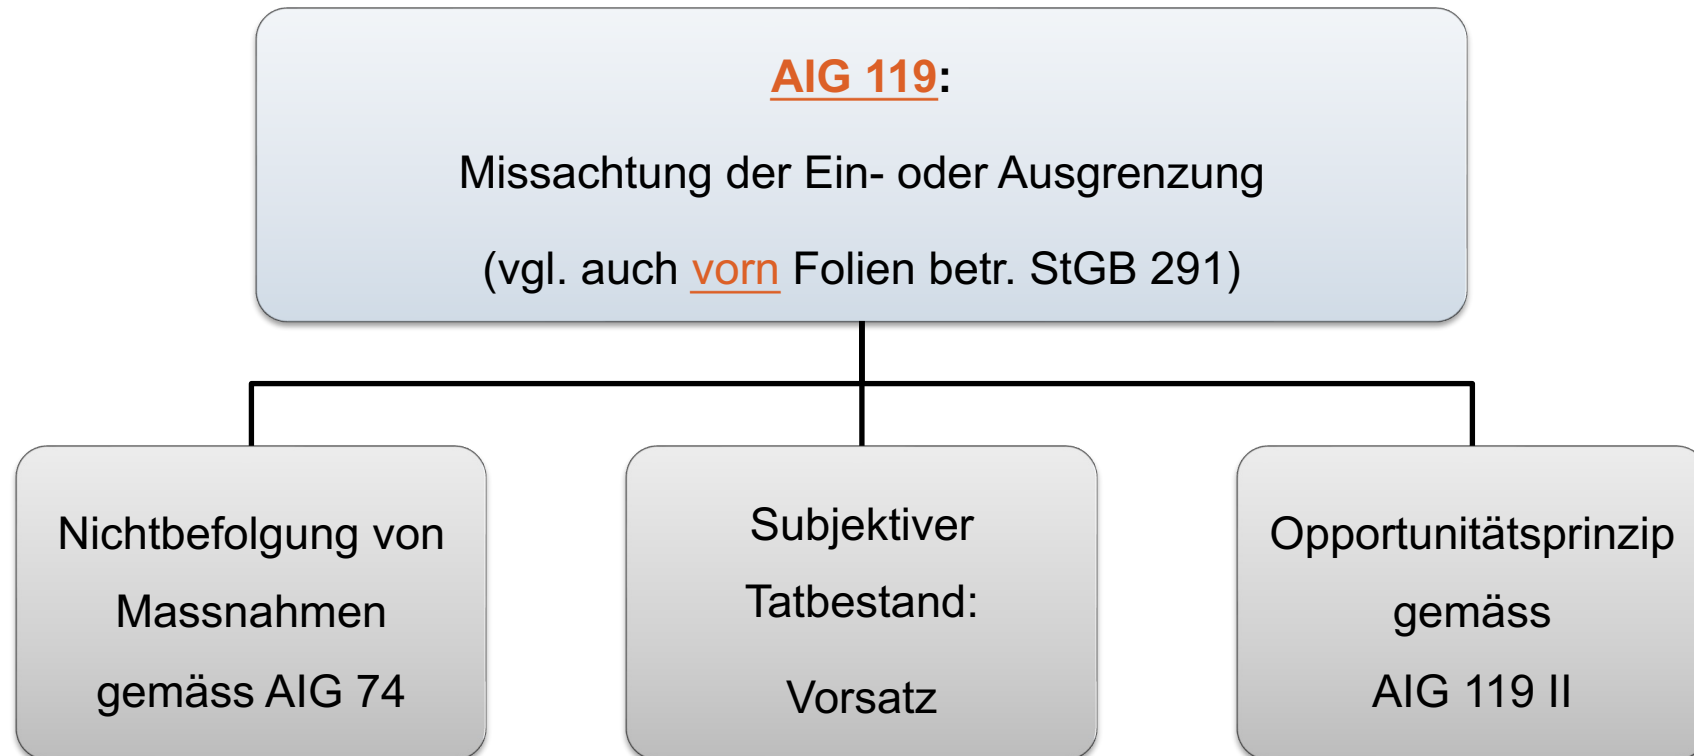 AIG 119:
Missachtung der Ein- oder Ausgrenzung
(vgl. auch vorn Folien betr. StGB 291)
Nichtbefolgung von
Massnahmen
gemäss AIG 74
Subjektiver
Tatbestand:
Vorsatz
Opportunitätsprinzip
gemäss
AIG 119 II